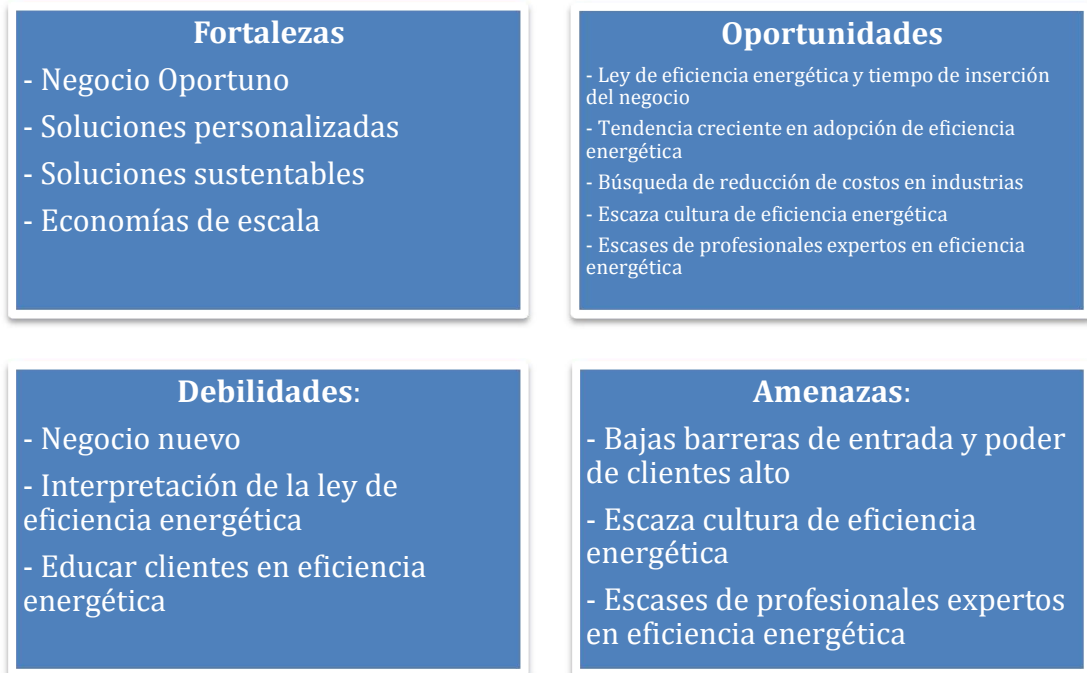 Fortalezas
- Negocio Oportuno
- Soluciones personalizadas
- Soluciones sustentables
- Economías de escala
Oportunidades
- Ley de eficiencia energética y tiempo de inserción
del negocio
- Tendencia creciente en adopción de eficiencia
energética
- Búsqueda de reducción de costos en industrias
- Escaza cultura de eficiencia energética
- Escases de profesionales expertos en eficiencia
energética
Debilidades:
- Negocio nuevo
- Interpretación de la ley de
eficiencia energética
- Educar clientes en eficiencia
energética
Amenazas:
- Bajas barreras de entrada y poder
de clientes alto
- Escaza cultura de eficiencia
energética
- Escases de profesionales expertos
en eficiencia energética